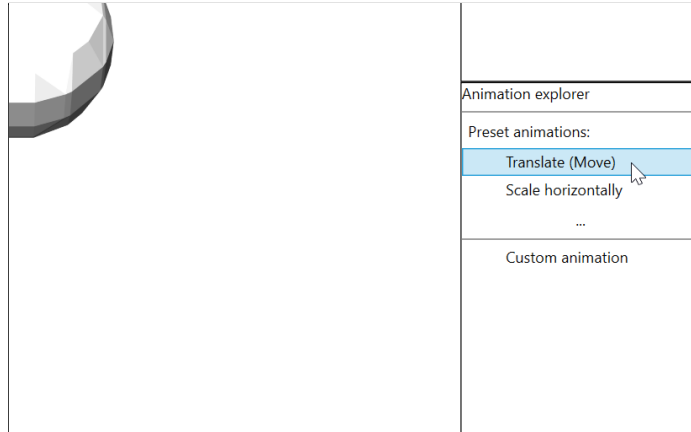 Animation explorer
Preset animations:
Translate (Move)
Scale horizontally
...
Custom animation